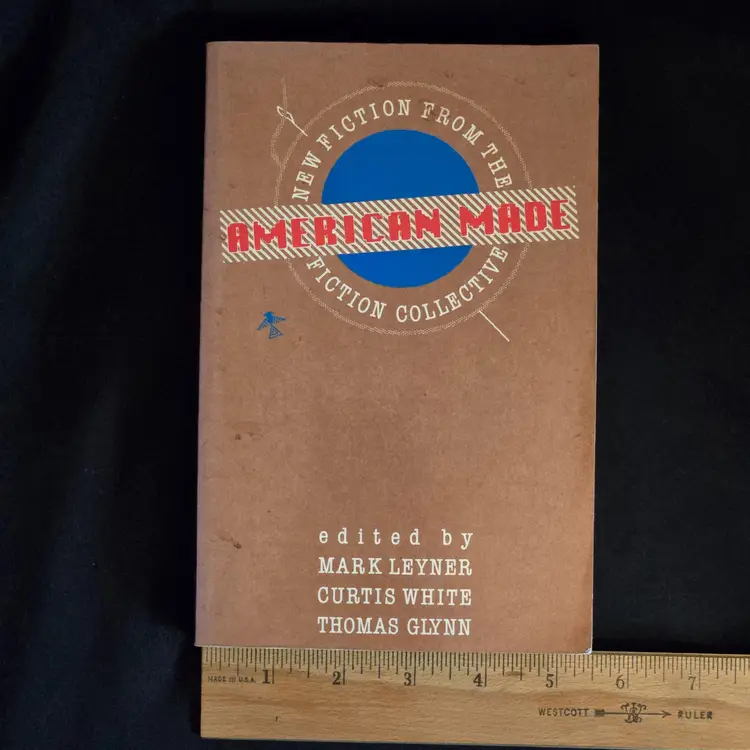 NEW FICTION FROM THE
AMERICAN MADE
FICTION COLLECTIVE
edited by
MARK LEYNER
CURTIS WHITE
THOMAS GLYNN
1 2 3 4 5 6 7
MADE IN U.S.A.
WESTCOTT RULER